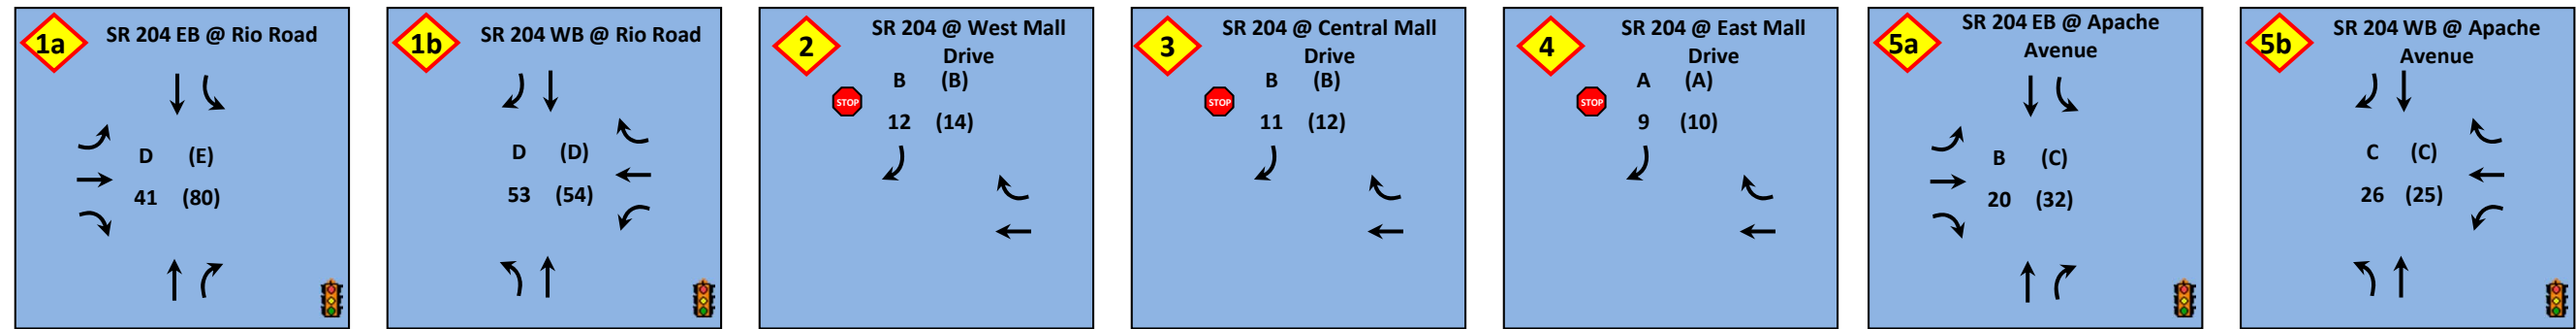 1a
SR 204 EB @ Rio Road
D (E)
41 (80)
1b
SR 204 WB @ Rio Road
D (D)
53 (54)
2
SR 204 @ West Mall
Drive
B (B)
STOP
12 (14)
3
SR 204 @ Central Mall
Drive
B (B)
STOP
11 (12)
4
SR 204 @ East Mall
Drive
A (A)
STOP
9 (10)
5a
SR 204 EB @ Apache
Avenue
B (C)
20 (32)
5b
SR 204 WB @ Apache
Avenue
C (C)
26 (25)